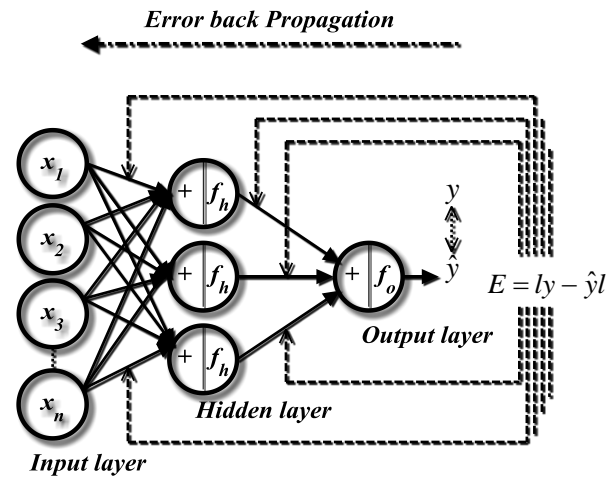 Error back Propagation
x1
x2
x3
xn
+ fh
+ fh
+ fh
+ fo
y
ŷ
E = ly − ŷl
Output layer
Hidden layer
Input layer